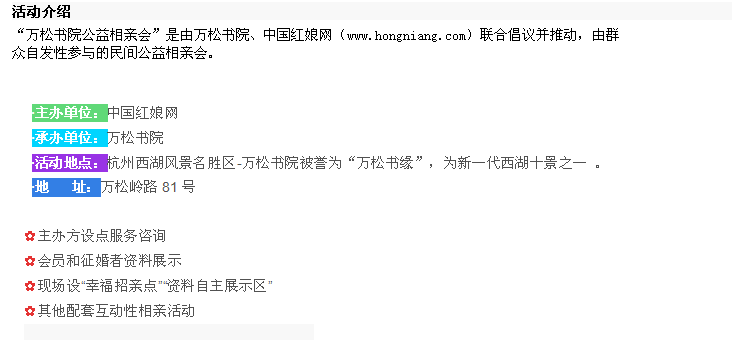 活动介绍
“万松书院公益相亲会”是由万松书院、中国红娘网（www.hongniang.com）联合倡议并推动，由群
众自发性参与的民间公益相亲会。
·主办单位：中国红娘网
·承办单位：万松书院
·活动地点：杭州西湖风景名胜区-万松书院被誉为“万松书缘”，为新一代西湖十景之一 。
·地 址：万松岭路 81 号
✿主办方设点服务咨询
✿会员和征婚者资料展示
✿现场设“幸福招亲点”“资料自主展示区”
✿其他配套互动性相亲活动